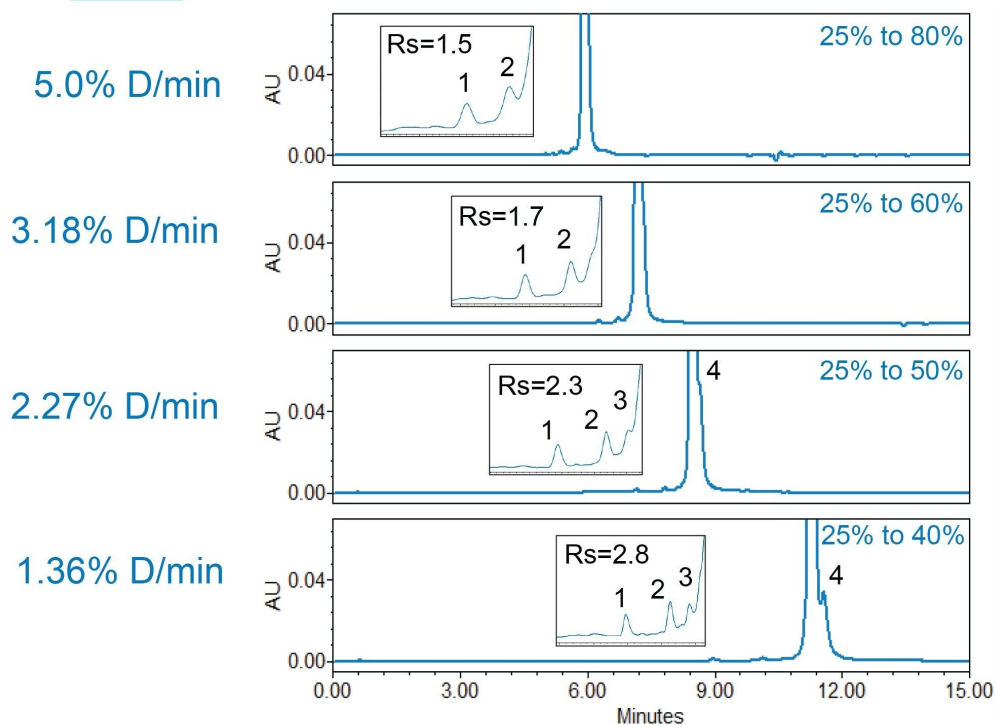 5.0% D/min
AU
0.04
0.00
Rs=1.5
1
2
25% to 80%
3.18% D/min
AU
0.04
0.00
Rs=1.7
1
2
25% to 60%
2.27% D/min
AU
0.04
0.00
Rs=2.3
1
2
3
4
25% to 50%
1.36% D/min
AU
0.04
0.00
Rs=2.8
1
2
3
4
25% to 40%
0.00 3.00 6.00 9.00 12.00 15.00
Minutes